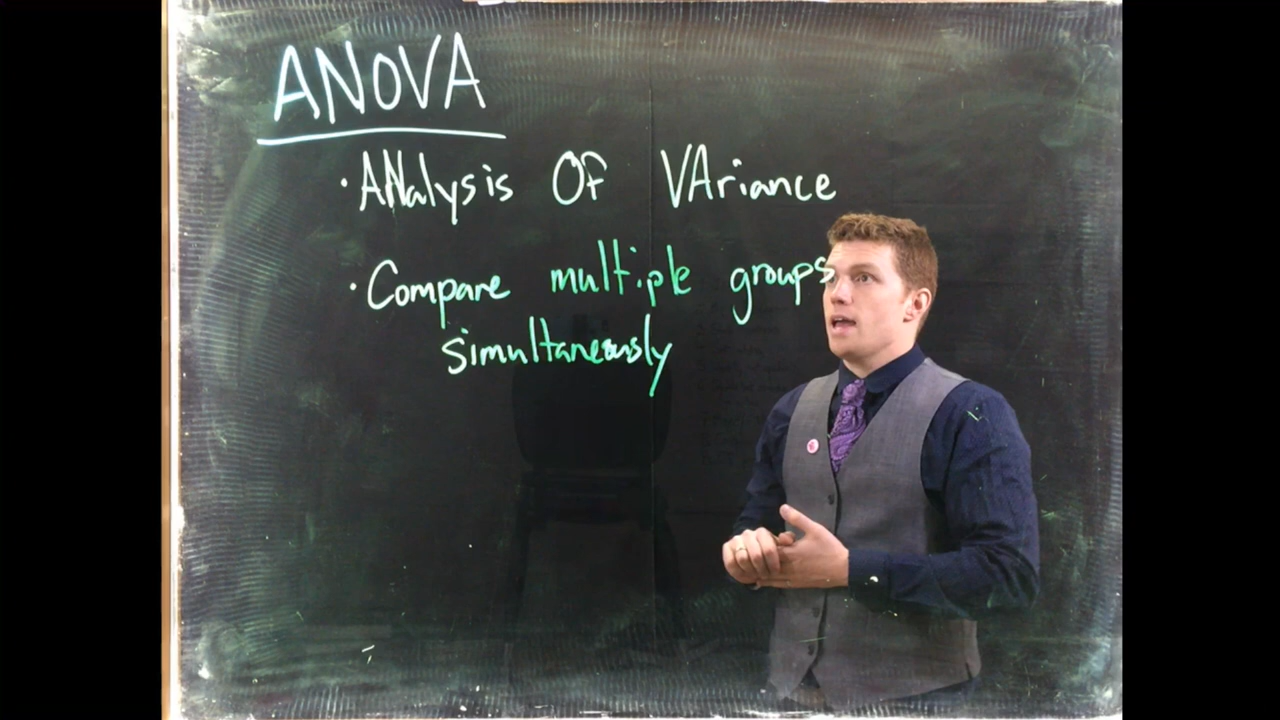 ANOVA
· ANalysis Of VAriance
· Compare multiple groups
simultaneously